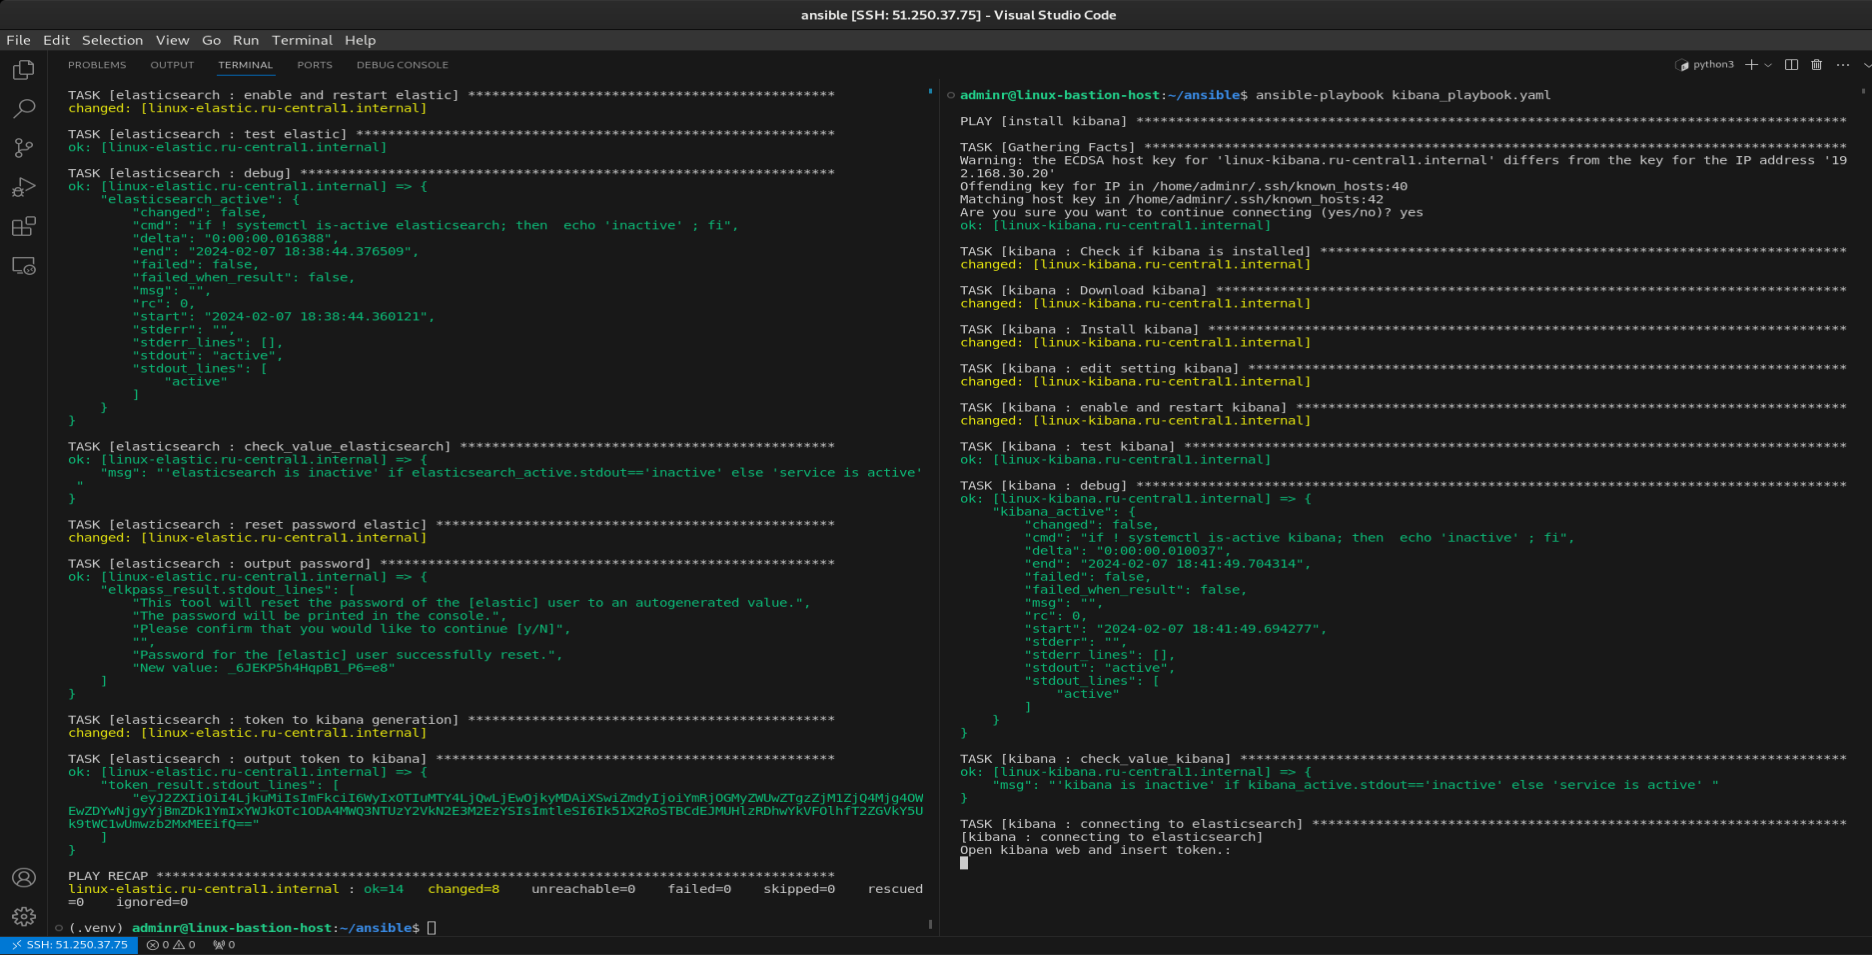 ansible [SSH: 51.250.37.75] - Visual Studio Code
File Edit Selection View Go Run Terminal Help
PROBLEMS OUTPUT TERMINAL PORTS DEBUG CONSOLE
python3
TASK [elasticsearch : enable and restart elastic] **********************************************
changed: [linux-elastic.ru-central1.internal]
TASK [elasticsearch : test elastic] ************************************************************
ok: [linux-elastic.ru-central1.internal]
TASK [elasticsearch : debug] *******************************************************************
ok: [linux-elastic.ru-central1.internal] => {
"elasticsearch_active": {
"changed": false,
"cmd": "if ! systemctl is-active elasticsearch; then  echo 'inactive' ; fi",
"delta": "0:00:00.016388",
"end": "2024-02-07 18:38:44.376509",
"failed": false,
"failed_when_result": false,
"msg": "",
"rc": 0,
"start": "2024-02-07 18:38:44.360121",
"stderr": "",
"stderr_lines": [],
"stdout": "active",
"stdout_lines": [
"active"
]
}
}
TASK [elasticsearch : check_value_elasticsearch] ***********************************************
ok: [linux-elastic.ru-central1.internal] => {
"msg": "'elasticsearch is inactive' if elasticsearch_active.stdout=='inactive' else 'service is active'
"
}
TASK [elasticsearch : reset password elastic] **************************************************
changed: [linux-elastic.ru-central1.internal]
TASK [elasticsearch : output password] *********************************************************
ok: [linux-elastic.ru-central1.internal] => {
"elkpass_result.stdout_lines": [
"This tool will reset the password of the [elastic] user to an autogenerated value.",
"The password will be printed in the console.",
"Please confirm that you would like to continue [y/N]",
"",
"Password for the [elastic] user successfully reset.",
"New value: _6JEKP5h4HqpB1_P6=e8"
]
}
TASK [elasticsearch : token to kibana generation] **********************************************
changed: [linux-elastic.ru-central1.internal]
TASK [elasticsearch : output token to kibana] **************************************************
ok: [linux-elastic.ru-central1.internal] => {
"token_result.stdout_lines": [
]
}
PLAY RECAP *************************************************************************************
linux-elastic.ru-central1.internal : ok=14   changed=8    unreachable=0    failed=0    skipped=0    rescued
=0    ignored=0
(.venv) adminr@linux-bastion-host:~/ansible$
adminr@linux-bastion-host:~/ansible$ ansible-playbook kibana_playbook.yaml
PLAY [install kibana] *****************************************************************************************
TASK [Gathering Facts] ****************************************************************************************
Warning: the ECDSA host key for 'linux-kibana.ru-central1.internal' differs from the key for the IP address '19
2.168.30.20'
Offending key for IP in /home/adminr/.ssh/known_hosts:40
Matching host key in /home/adminr/.ssh/known_hosts:42
Are you sure you want to continue connecting (yes/no)? yes
ok: [linux-kibana.ru-central1.internal]
TASK [kibana : Check if kibana is installed] ******************************************************************
changed: [linux-kibana.ru-central1.internal]
TASK [kibana : Download kibana] *******************************************************************************
changed: [linux-kibana.ru-central1.internal]
TASK [kibana : Install kibana] ********************************************************************************
changed: [linux-kibana.ru-central1.internal]
TASK [kibana : edit setting kibana] ***************************************************************************
changed: [linux-kibana.ru-central1.internal]
TASK [kibana : enable and restart kibana] *********************************************************************
changed: [linux-kibana.ru-central1.internal]
TASK [kibana : test kibana] ***********************************************************************************
ok: [linux-kibana.ru-central1.internal]
TASK [kibana : debug] *****************************************************************************************
ok: [linux-kibana.ru-central1.internal] => {
"kibana_active": {
"changed": false,
"cmd": "if ! systemctl is-active kibana; then  echo 'inactive' ; fi",
"delta": "0:00:00.010037",
"end": "2024-02-07 18:41:49.704314",
"failed": false,
"failed_when_result": false,
"msg": "",
"rc": 0,
"start": "2024-02-07 18:41:49.694277",
"stderr": "",
"stderr_lines": [],
"stdout": "active",
"stdout_lines": [
"active"
]
}
}
TASK [kibana : check_value_kibana] ****************************************************************************
ok: [linux-kibana.ru-central1.internal] => {
"msg": "'kibana is inactive' if kibana_active.stdout=='inactive' else 'service is active' "
}
TASK [kibana : connecting to elasticsearch] *******************************************************************
[kibana : connecting to elasticsearch]
Open kibana web and insert token.:
SSH: 51.250.37.75 0 0 0